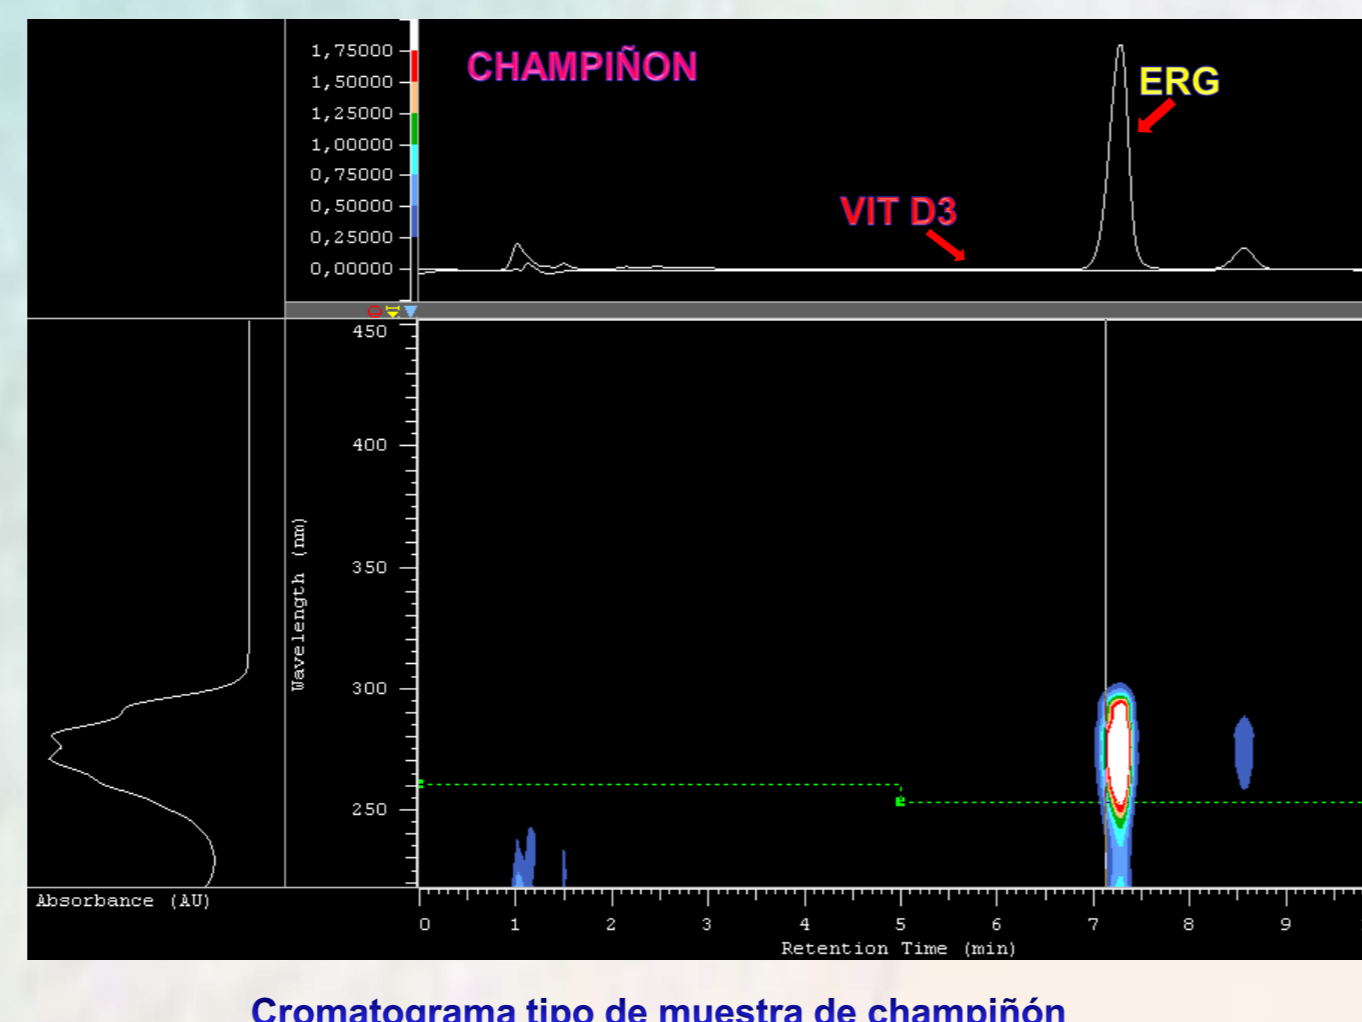 1,75000
CHAMPIÑON
ERG
1,50000
1,25000
1,00000
0,75000
0,50000
VIT D3
0,25000
0,00000
450
400
350
Wavelength (nm)
300
250
Absorbance (AU)
0 1 2 3 4 5 6 7 8 9
Retention Time (min)
Cromatograma tipo de muestra de champiñón